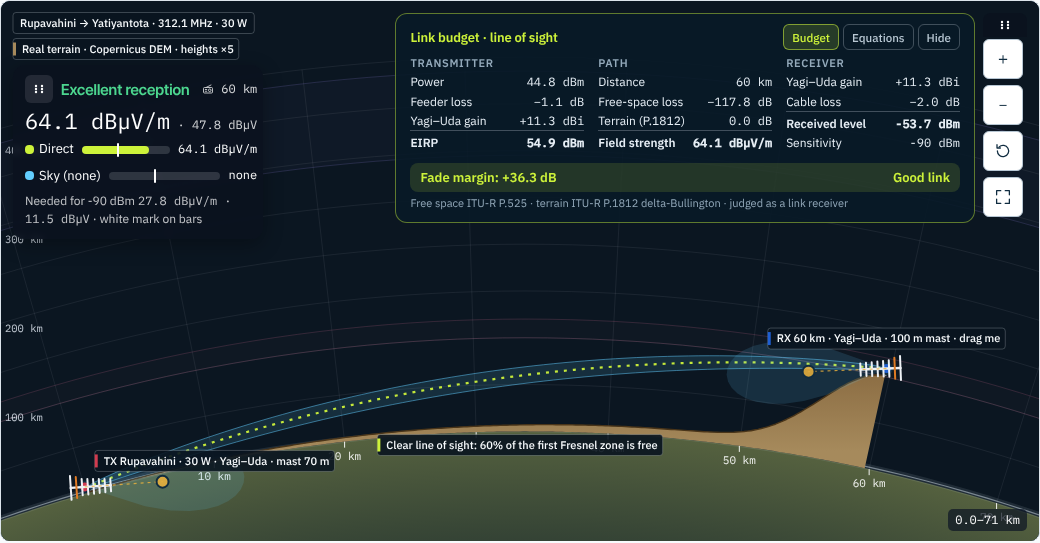 Rupavahini → Yatiyantota · 312.1 MHz · 30 W
Real terrain · Copernicus DEM · heights ×5
Excellent reception 60 km
64.1 dBµV/m · 47.8 dBµV
Direct 64.1 dBµV/m
Sky (none) none
Needed for -90 dBm 27.8 dBµV/m ·
11.5 dBµV · white mark on bars
Link budget · line of sight
Budget Equations Hide
TRANSMITTER PATH RECEIVER
Power 44.8 dBm Distance 60 km Yagi–Uda gain +11.3 dBi
Feeder loss −1.1 dB Free-space loss −117.8 dB Cable loss −2.0 dB
Yagi–Uda gain +11.3 dBi Terrain (P.1812) 0.0 dB Received level -53.7 dBm
EIRP 54.9 dBm Field strength 64.1 dBµV/m Sensitivity -90 dBm
Fade margin: +36.3 dB Good link
Free space ITU-R P.525 · terrain ITU-R P.1812 delta-Bullington · judged as a link receiver
+
−
300 km
200 km
100 km
RX 60 km · Yagi–Uda · 100 m mast · drag me
Clear line of sight: 60% of the first Fresnel zone is free
TX Rupavahini · 30 W · Yagi–Uda · mast 70 m
10 km
0 km
50 km
60 km
0.0–71 km